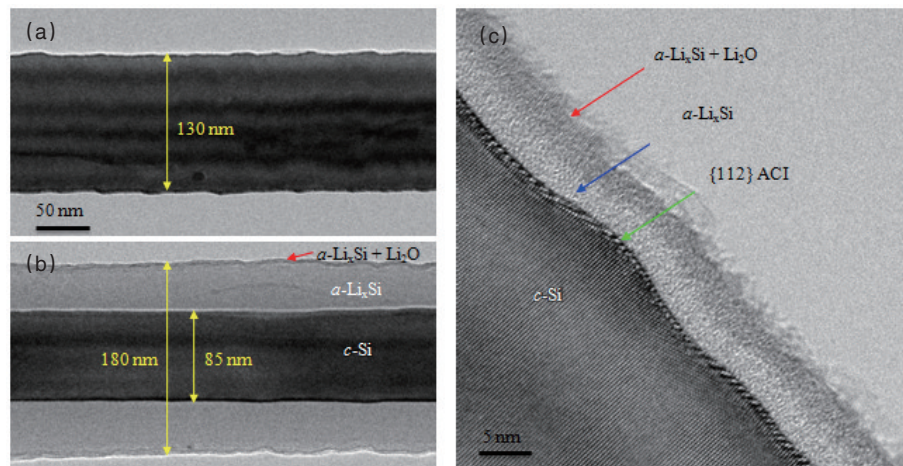 (a)
130 nm
50 nm
(b)
a-LiₓSi + Li₂O
a-LiₓSi
c-Si
180 nm
85 nm
(c)
a-LiₓSi + Li₂O
a-LiₓSi
{112} ACI
c-Si
5 nm